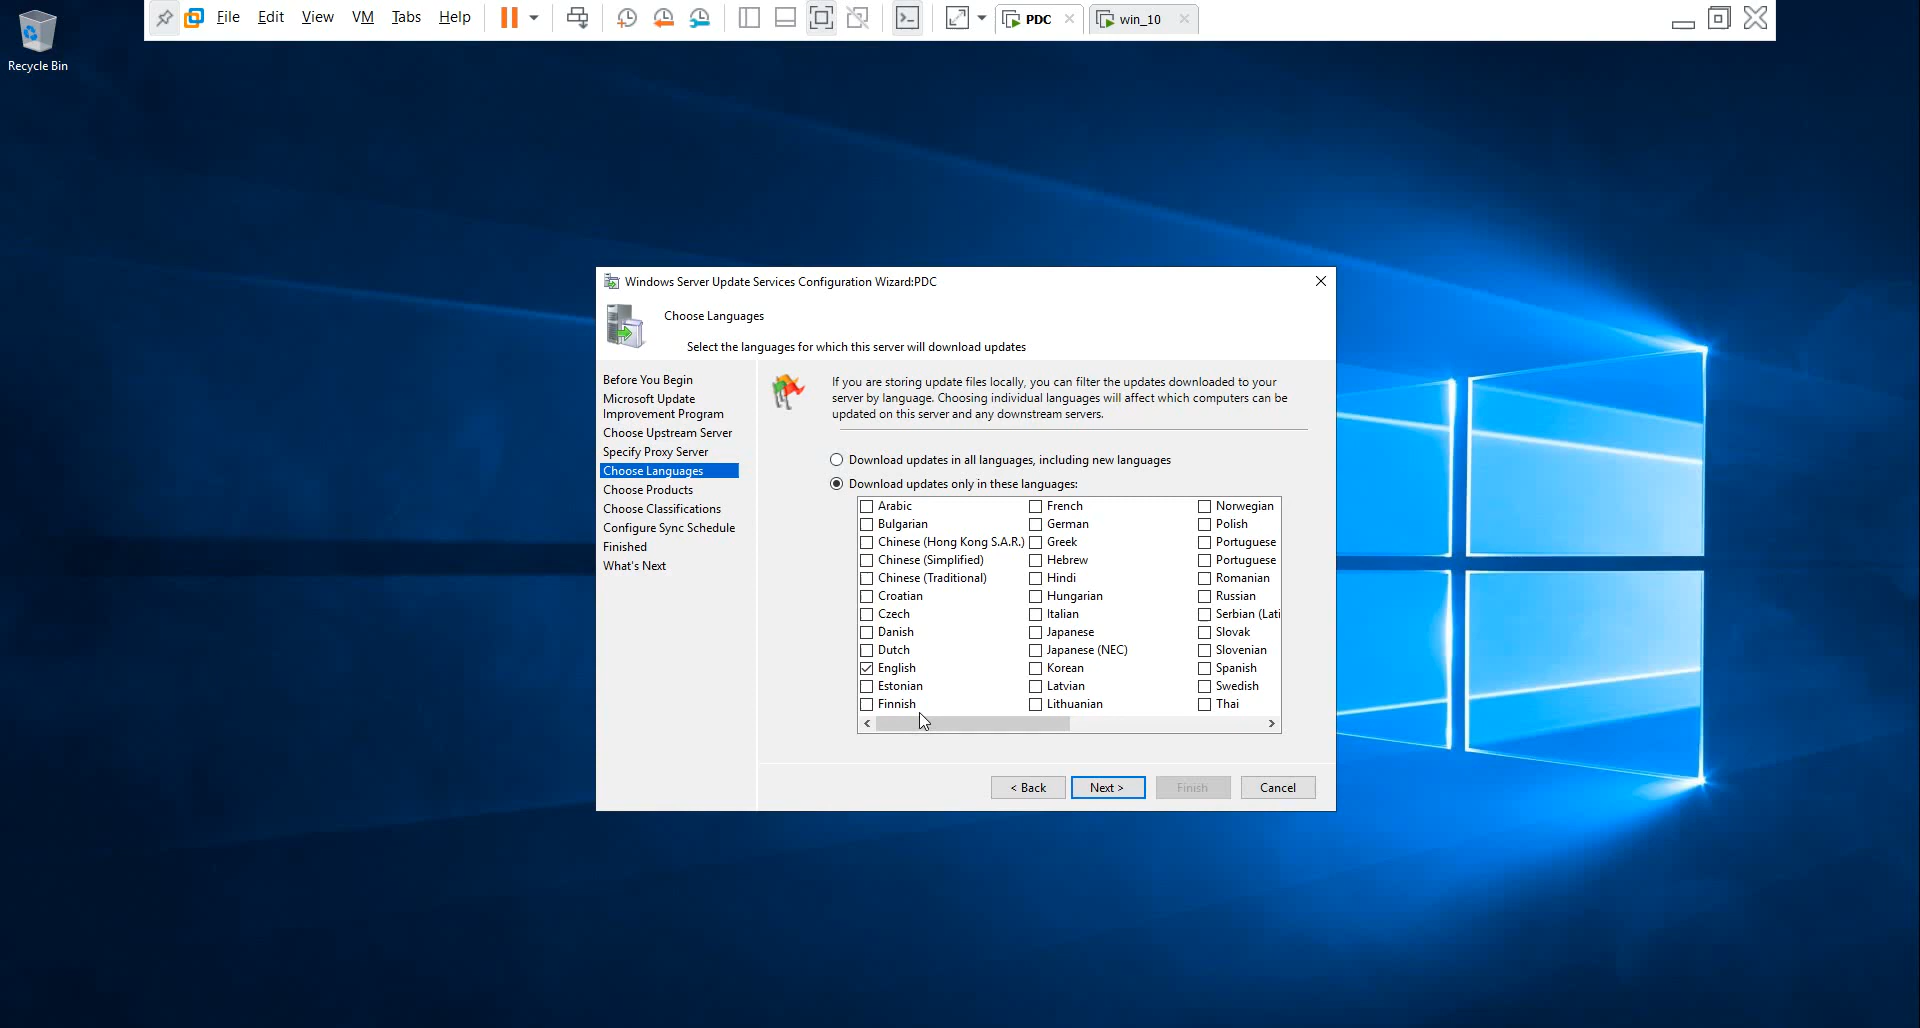 File Edit View VM Tabs Help PDC win_10
Recycle Bin
Windows Server Update Services Configuration Wizard:PDC
Choose Languages
Select the languages for which this server will download updates
Before You Begin
Microsoft Update
Improvement Program
Choose Upstream Server
Specify Proxy Server
Choose Languages
Choose Products
Choose Classifications
Configure Sync Schedule
Finished
What's Next
If you are storing update files locally, you can filter the updates downloaded to your
server by language. Choosing individual languages will affect which computers can be
updated on this server and any downstream servers.
Download updates in all languages, including new languages
Download updates only in these languages:
Arabic French Norwegian
Bulgarian German Polish
Chinese (Hong Kong S.A.R.) Greek Portuguese
Chinese (Simplified) Hebrew Portuguese
Chinese (Traditional) Hindi Romanian
Croatian Hungarian Russian
Czech Italian Serbian (Lati
Danish Japanese Slovak
Dutch Japanese (NEC) Slovenian
English Korean Spanish
Estonian Latvian Swedish
Finnish Lithuanian Thai
< Back Next > Finish Cancel